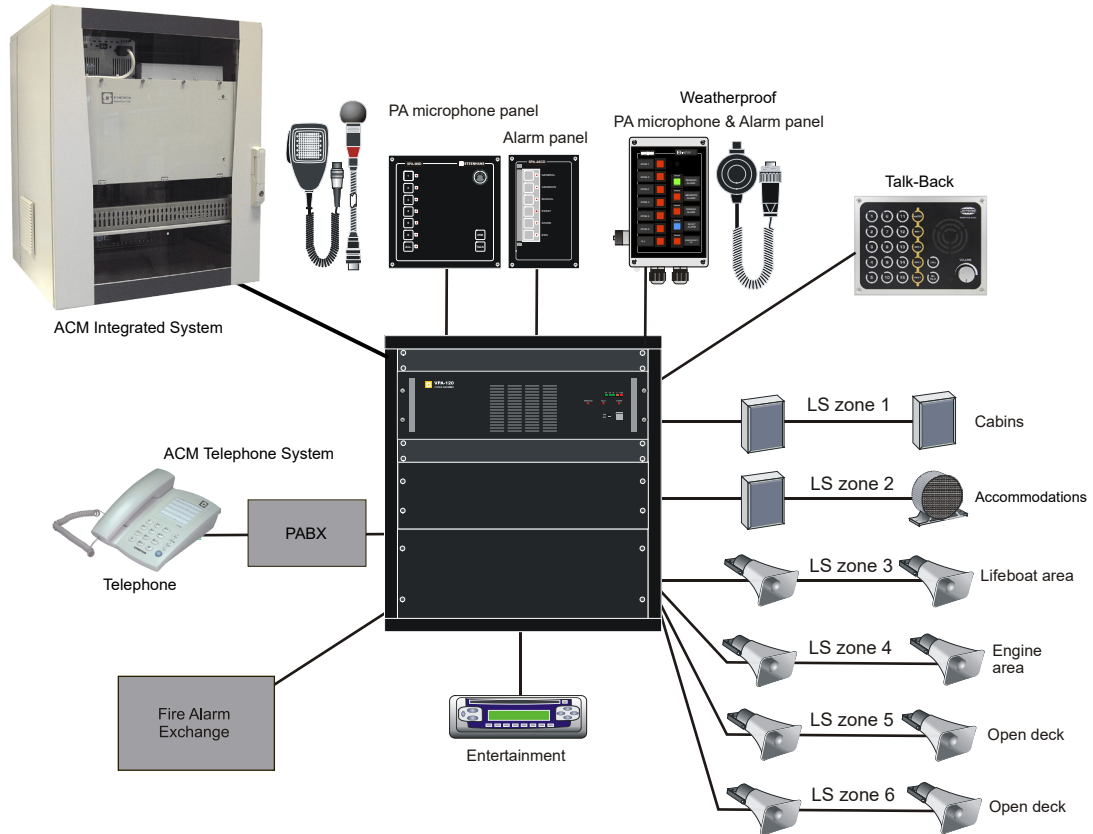 PA microphone panel
Alarm panel
Weatherproof
PA microphone & Alarm panel
Talk-Back
ACM Integrated System
VPA-120
LS zone 1
Cabins
LS zone 2
Accommodations
ACM Telephone System
PABX
Telephone
LS zone 3
Lifeboat area
LS zone 4
Engine
area
Fire Alarm
Exchange
LS zone 5
Open deck
Entertainment
LS zone 6
Open deck